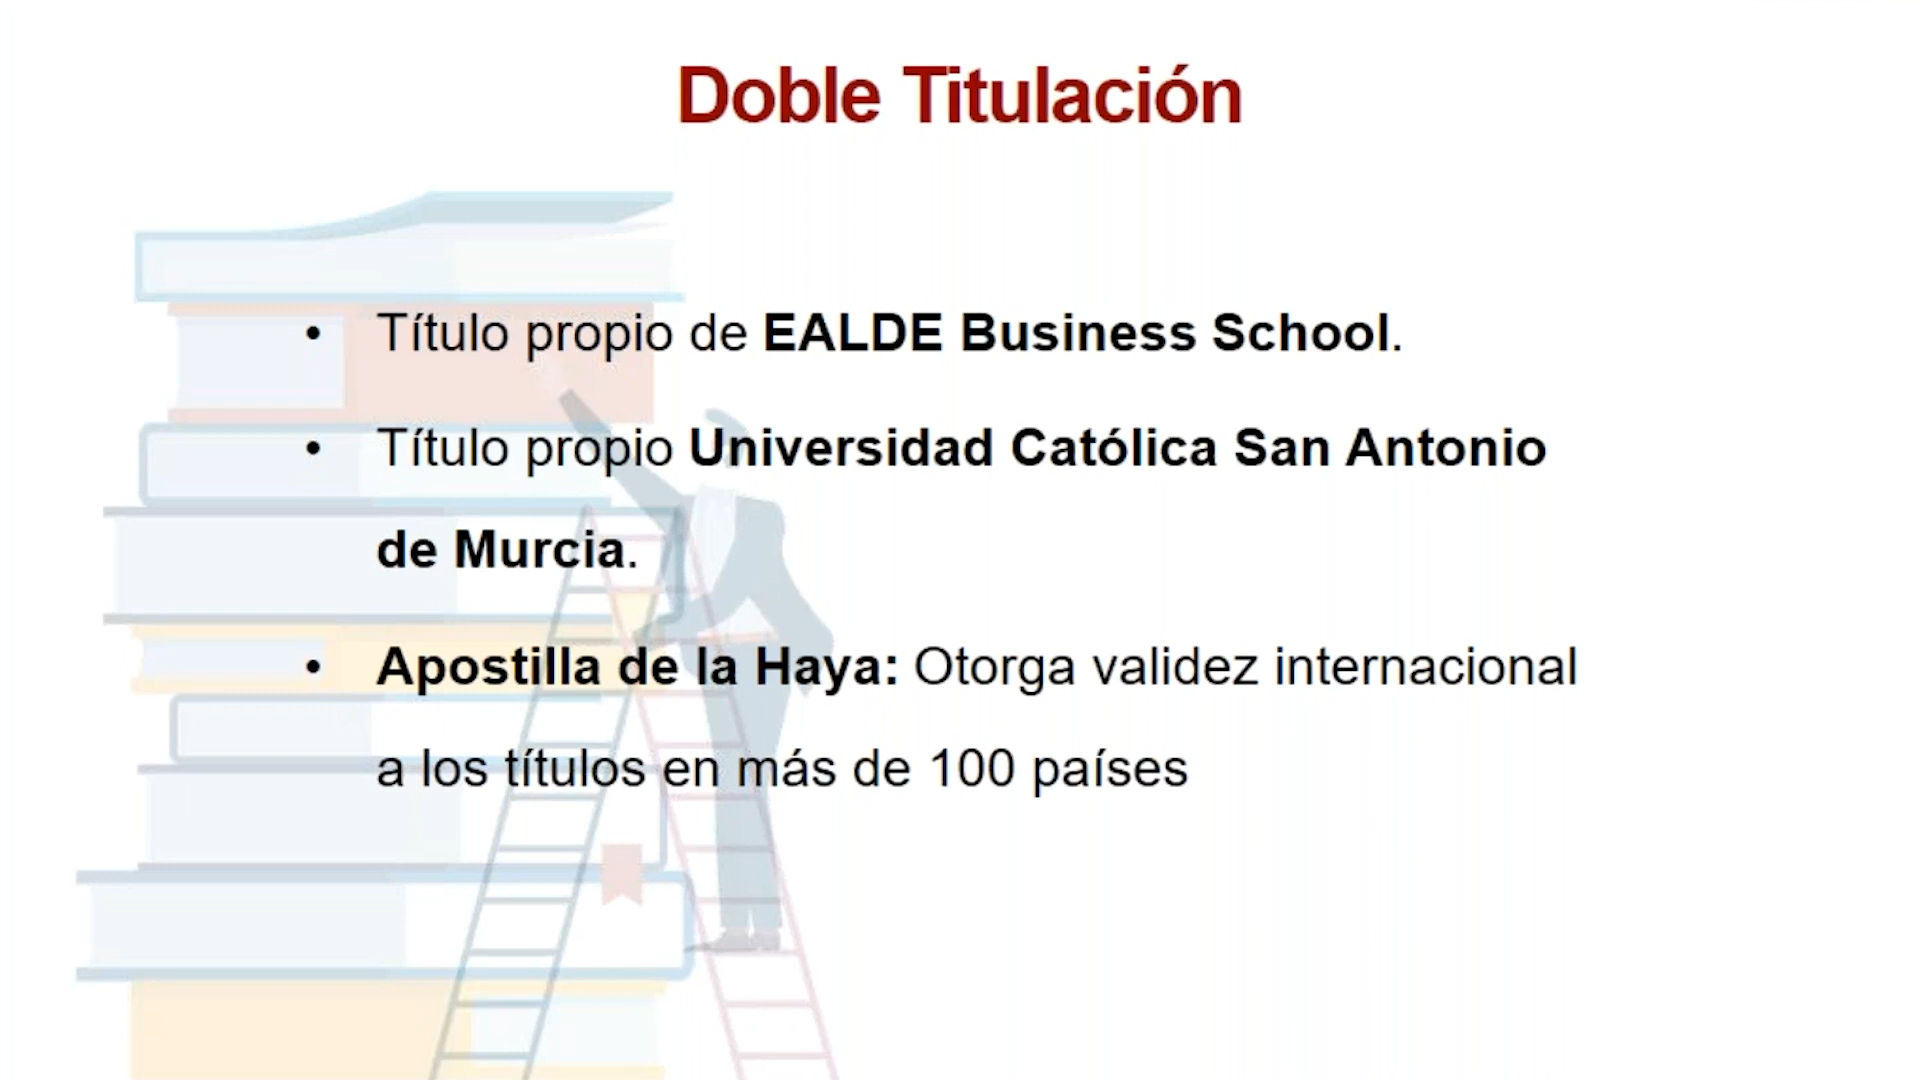 Doble Titulación
• Título propio de EALDE Business School.
• Título propio Universidad Católica San Antonio
de Murcia.
• Apostilla de la Haya: Otorga validez internacional
a los títulos en más de 100 países